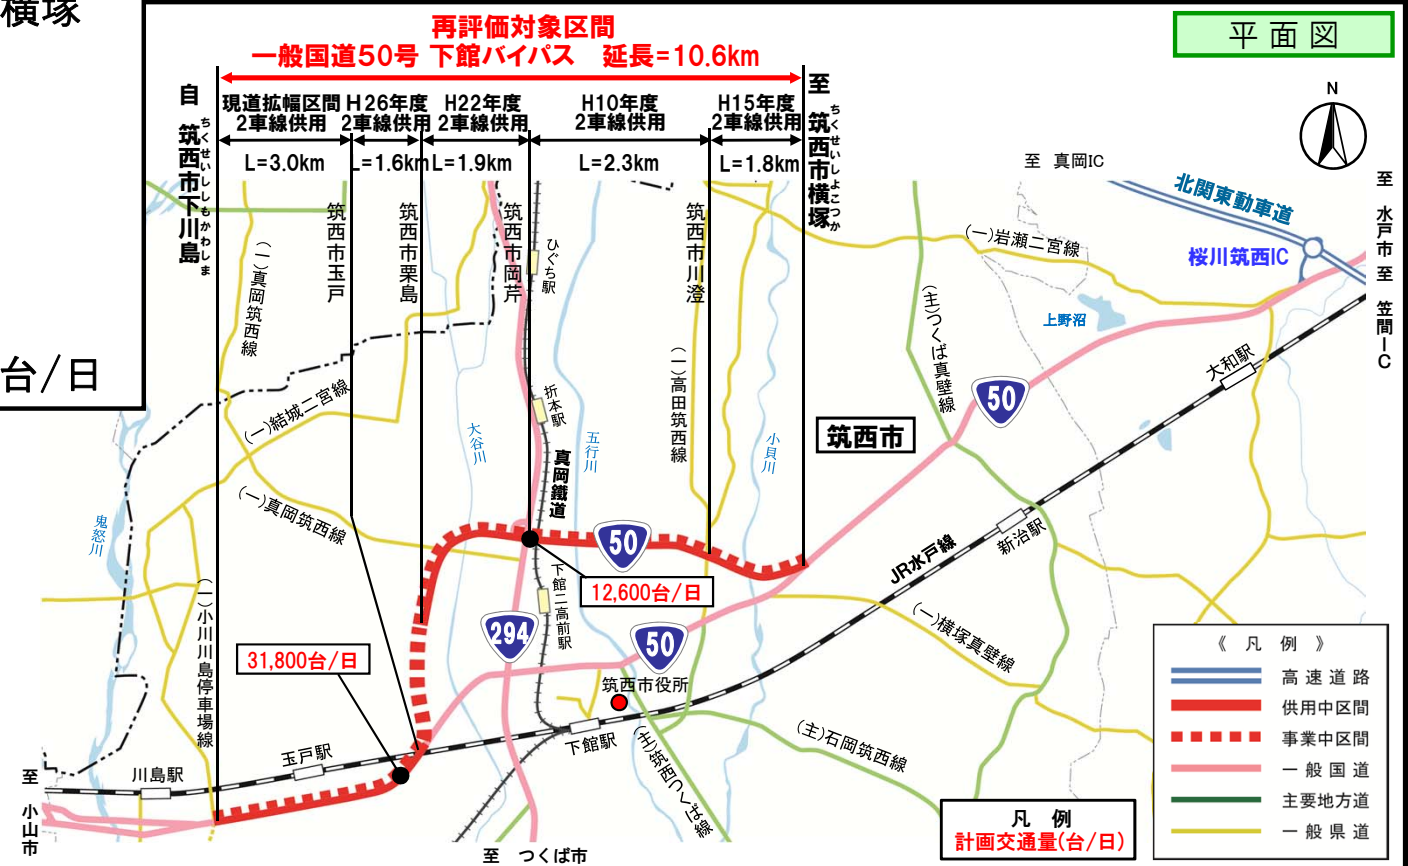 横塚
台/日
平面図
再評価対象区間
一般国道50号 下館バイパス 延長=10.6km
自 筑西市下川島
ちくせいししもかわしま
至 筑西市横塚
ちくせいしよこつか
現道拡幅区間
2車線供用
L=3.0km
H26年度
2車線供用
L=1.6km
H22年度
2車線供用
L=1.9km
H10年度
2車線供用
L=2.3km
H15年度
2車線供用
L=1.8km
N
至 真岡IC
北関東動車道
桜川筑西IC
至 水戸市
至 笠間IC
筑西市玉戸
筑西市栗島
筑西市岡芹
筑西市川澄
ひぐち駅
(一)真岡筑西線
(一)岩瀬二宮線
上野沼
(主)つくば真壁線
(一)高田筑西線
大和駅
(一)結城二宮線
折本駅
50
筑西市
大谷川
五行川
小貝川
真岡鐵道
(一)真岡筑西線
鬼怒川
50
新治駅
JR水戸線
12,600台/日
下館二高前駅
(一)小川川島停車場線
294
50
(一)横塚真壁線
31,800台/日
筑西市役所
玉戸駅
下館駅
(主)筑西つくば線
(主)石岡筑西線
川島駅
至 小山市
至 つくば市
凡 例
計画交通量(台/日)
《 凡 例 》
高速道路
供用中区間
事業中区間
一般国道
主要地方道
一般県道